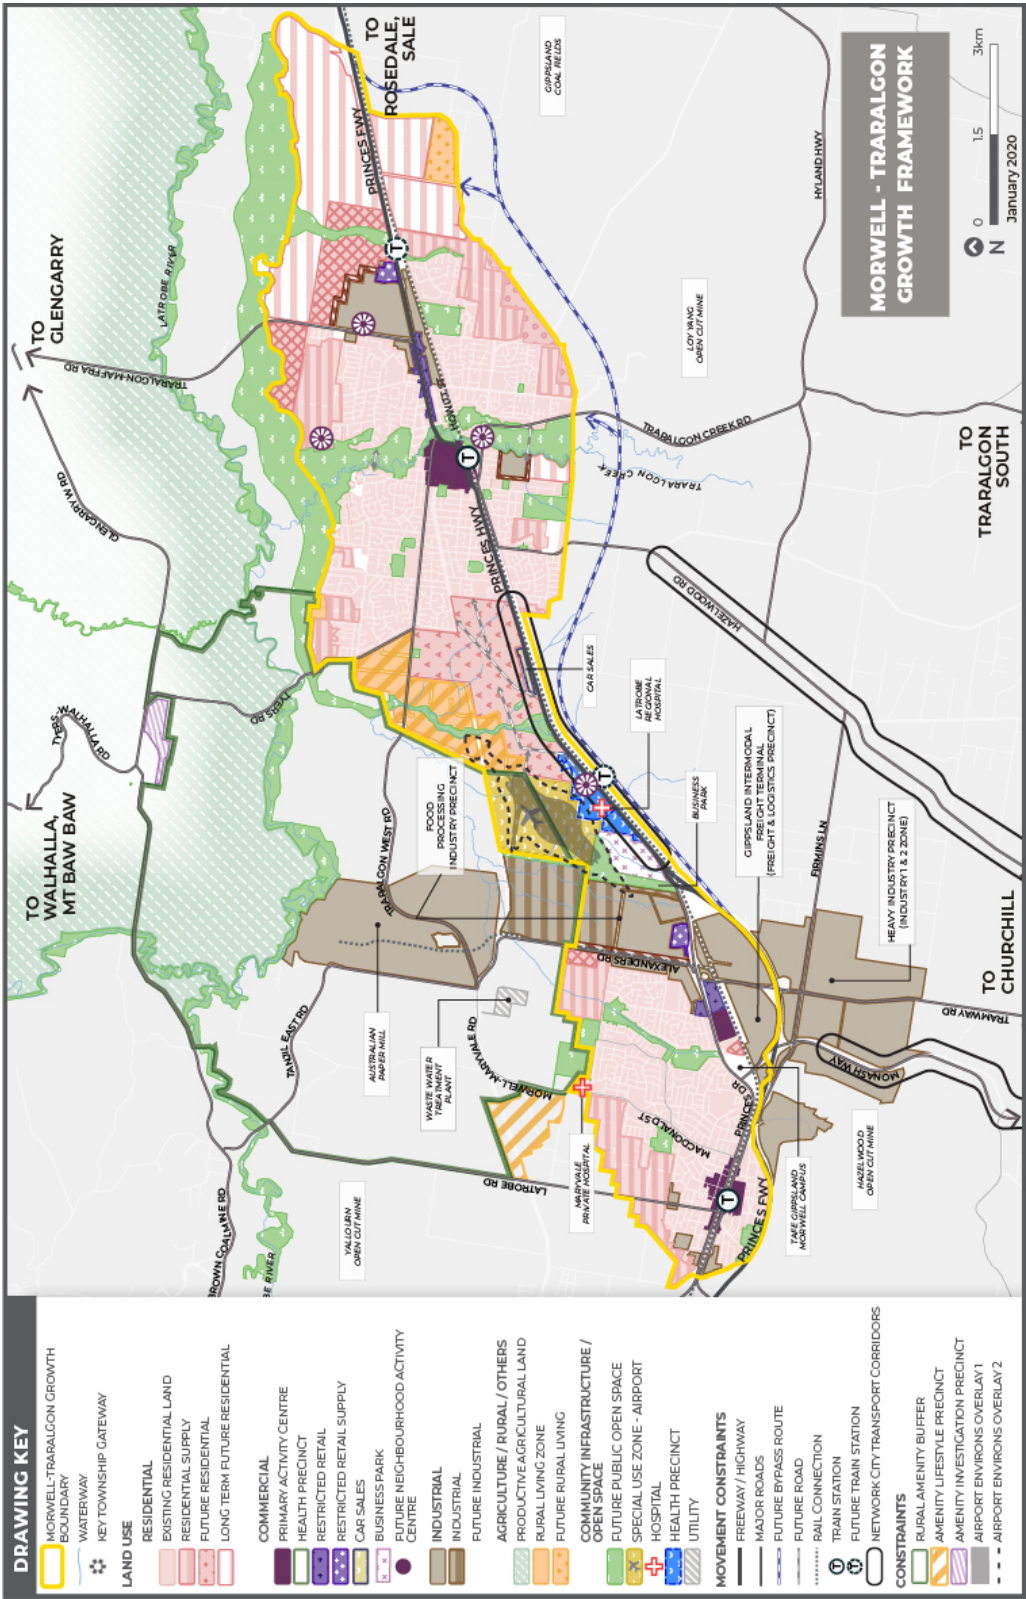 DRAWING KEY
MORWELL-TRARALGON GROWTH
BOUNDARY
WATERWAY
KEY TOWNSHIP GATEWAY
LAND USE
RESIDENTIAL
EXISTING RESIDENTIAL LAND
RESIDENTIAL SUPPLY
FUTURE RESIDENTIAL
LONG TERM FUTURE RESIDENTIAL
COMMERCIAL
PRIMARY ACTIVITY CENTRE
HEALTH PRECINCT
RESTRICTED RETAIL
RESTRICTED RETAIL SUPPLY
CAR SALES
BUSINESS PARK
FUTURE NEIGHBOURHOOD ACTIVITY
CENTRE
INDUSTRIAL
INDUSTRIAL
FUTURE INDUSTRIAL
AGRICULTURE / RURAL / OTHERS
PRODUCTIVE AGRICULTURAL LAND
RURAL LIVING ZONE
FUTURE RURAL LIVING
COMMUNITY INFRASTRUCTURE /
OPEN SPACE
FUTURE PUBLIC OPEN SPACE
SPECIAL USE ZONE - AIRPORT
HOSPITAL
HEALTH PRECINCT
UTILITY
MOVEMENT CONSTRAINTS
FREEWAY / HIGHWAY
MAJOR ROADS
FUTURE BYPASS ROUTE
FUTURE ROAD
RAIL CONNECTION
T TRAIN STATION
T FUTURE TRAIN STATION
NETWORK CITY TRANSPORT CORRIDORS
CONSTRAINTS
RURAL AMENITY BUFFER
AMENITY LIFESTYLE PRECINCT
AMENITY INVESTIGATION PRECINCT
AIRPORT ENVIRONS OVERLAY 1
AIRPORT ENVIRONS OVERLAY 2
TO
WALHALLA,
MT BAW BAW
TYERS-WALHALLA RD
GLENGARRY W RD
TO
GLENGARRY
TRARALGON MAFFRA RD
LATROBE RIVER
TO
ROSEDALE,
SALE
PRINCES FWY
GIPPSLAND
COAL FIELDS
BROWN COALMINE RD
BE RIVER
TANJIL EAST RD
TYERS RD
TRARALGON WEST RD
YALLOURN
OPEN CUT MINE
AUSTRALIAN
PAPER MILL
WASTE WATER
TREATMENT
PLANT
FOOD
PROCESSING
INDUSTRY PRECINCT
LATROBE RD
MORWELL-MARYVALE RD
MARYVALE
PRIVATE HOSPITAL
ALEXANDERS RD
MACDONALD ST
PRINCES DR
PRINCES FWY
T
T
T
T
PRINCES HWY
HOWITT ST
CAR SALES
LATROBE
REGIONAL
HOSPITAL
BUSINESS
PARK
GIPPSLAND INTERMODAL
FREIGHT TERMINAL
(FREIGHT & LOGISTICS PRECINCT)
HEAVY INDUSTRY PRECINCT
(INDUSTRY 1 & 2 ZONE)
TAFE GIPPSLAND
MORWELL CAMPUS
HAZELWOOD
OPEN CUT MINE
MONASH WAY
TRAMWAY RD
FIRMINS LN
HAZELWOOD RD
TRARALGON CREEK
TRARALGON CREEK RD
LOY YANG
OPEN CUT MINE
HYLAND HWY
TO
CHURCHILL
TO
TRARALGON
SOUTH
MORWELL - TRARALGON
GROWTH FRAMEWORK
N
0
1.5
3km
January 2020